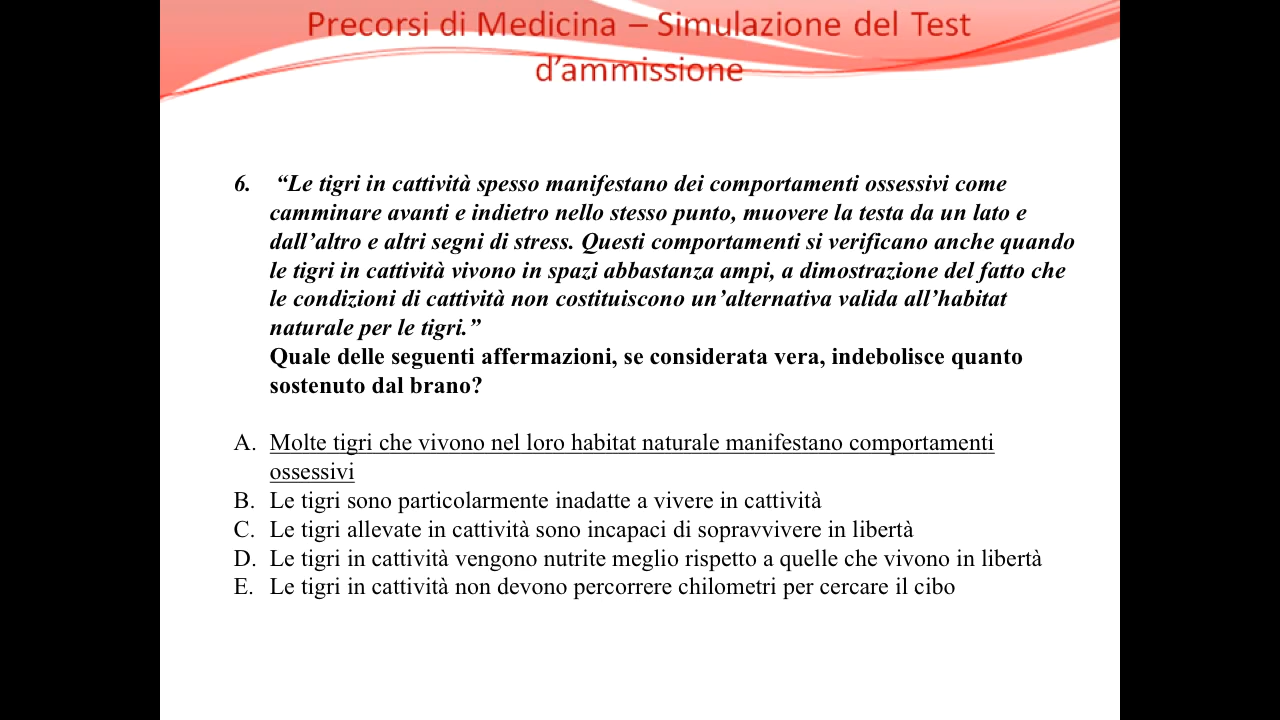 Precorsi di Medicina – Simulazione del Test
d’ammissione
6. “Le tigri in cattività spesso manifestano dei comportamenti ossessivi come
camminare avanti e indietro nello stesso punto, muovere la testa da un lato e
dall’altro e altri segni di stress. Questi comportamenti si verificano anche quando
le tigri in cattività vivono in spazi abbastanza ampi, a dimostrazione del fatto che
le condizioni di cattività non costituiscono un’alternativa valida all’habitat
naturale per le tigri.”
Quale delle seguenti affermazioni, se considerata vera, indebolisce quanto
sostenuto dal brano?
A. Molte tigri che vivono nel loro habitat naturale manifestano comportamenti
ossessivi
B. Le tigri sono particolarmente inadatte a vivere in cattività
C. Le tigri allevate in cattività sono incapaci di sopravvivere in libertà
D. Le tigri in cattività vengono nutrite meglio rispetto a quelle che vivono in libertà
E. Le tigri in cattività non devono percorrere chilometri per cercare il cibo